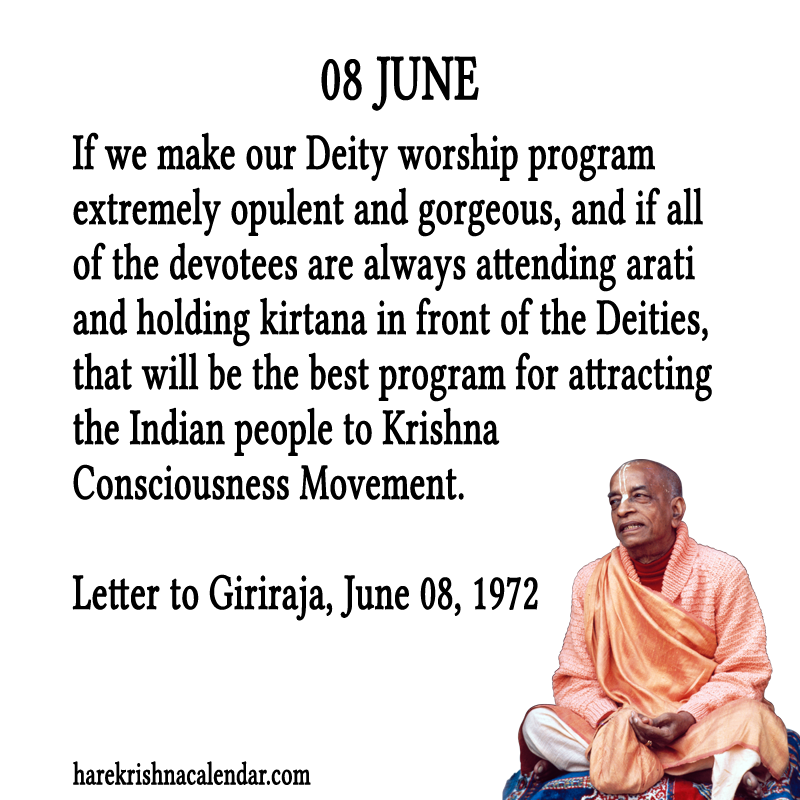 08 JUNE
If we make our Deity worship program
extremely opulent and gorgeous, and if all
of the devotees are always attending arati
and holding kirtana in front of the Deities,
that will be the best program for attracting
the Indian people to Krishna
Consciousness Movement.
Letter to Giriraja, June 08, 1972
harekrishnacalendar.com